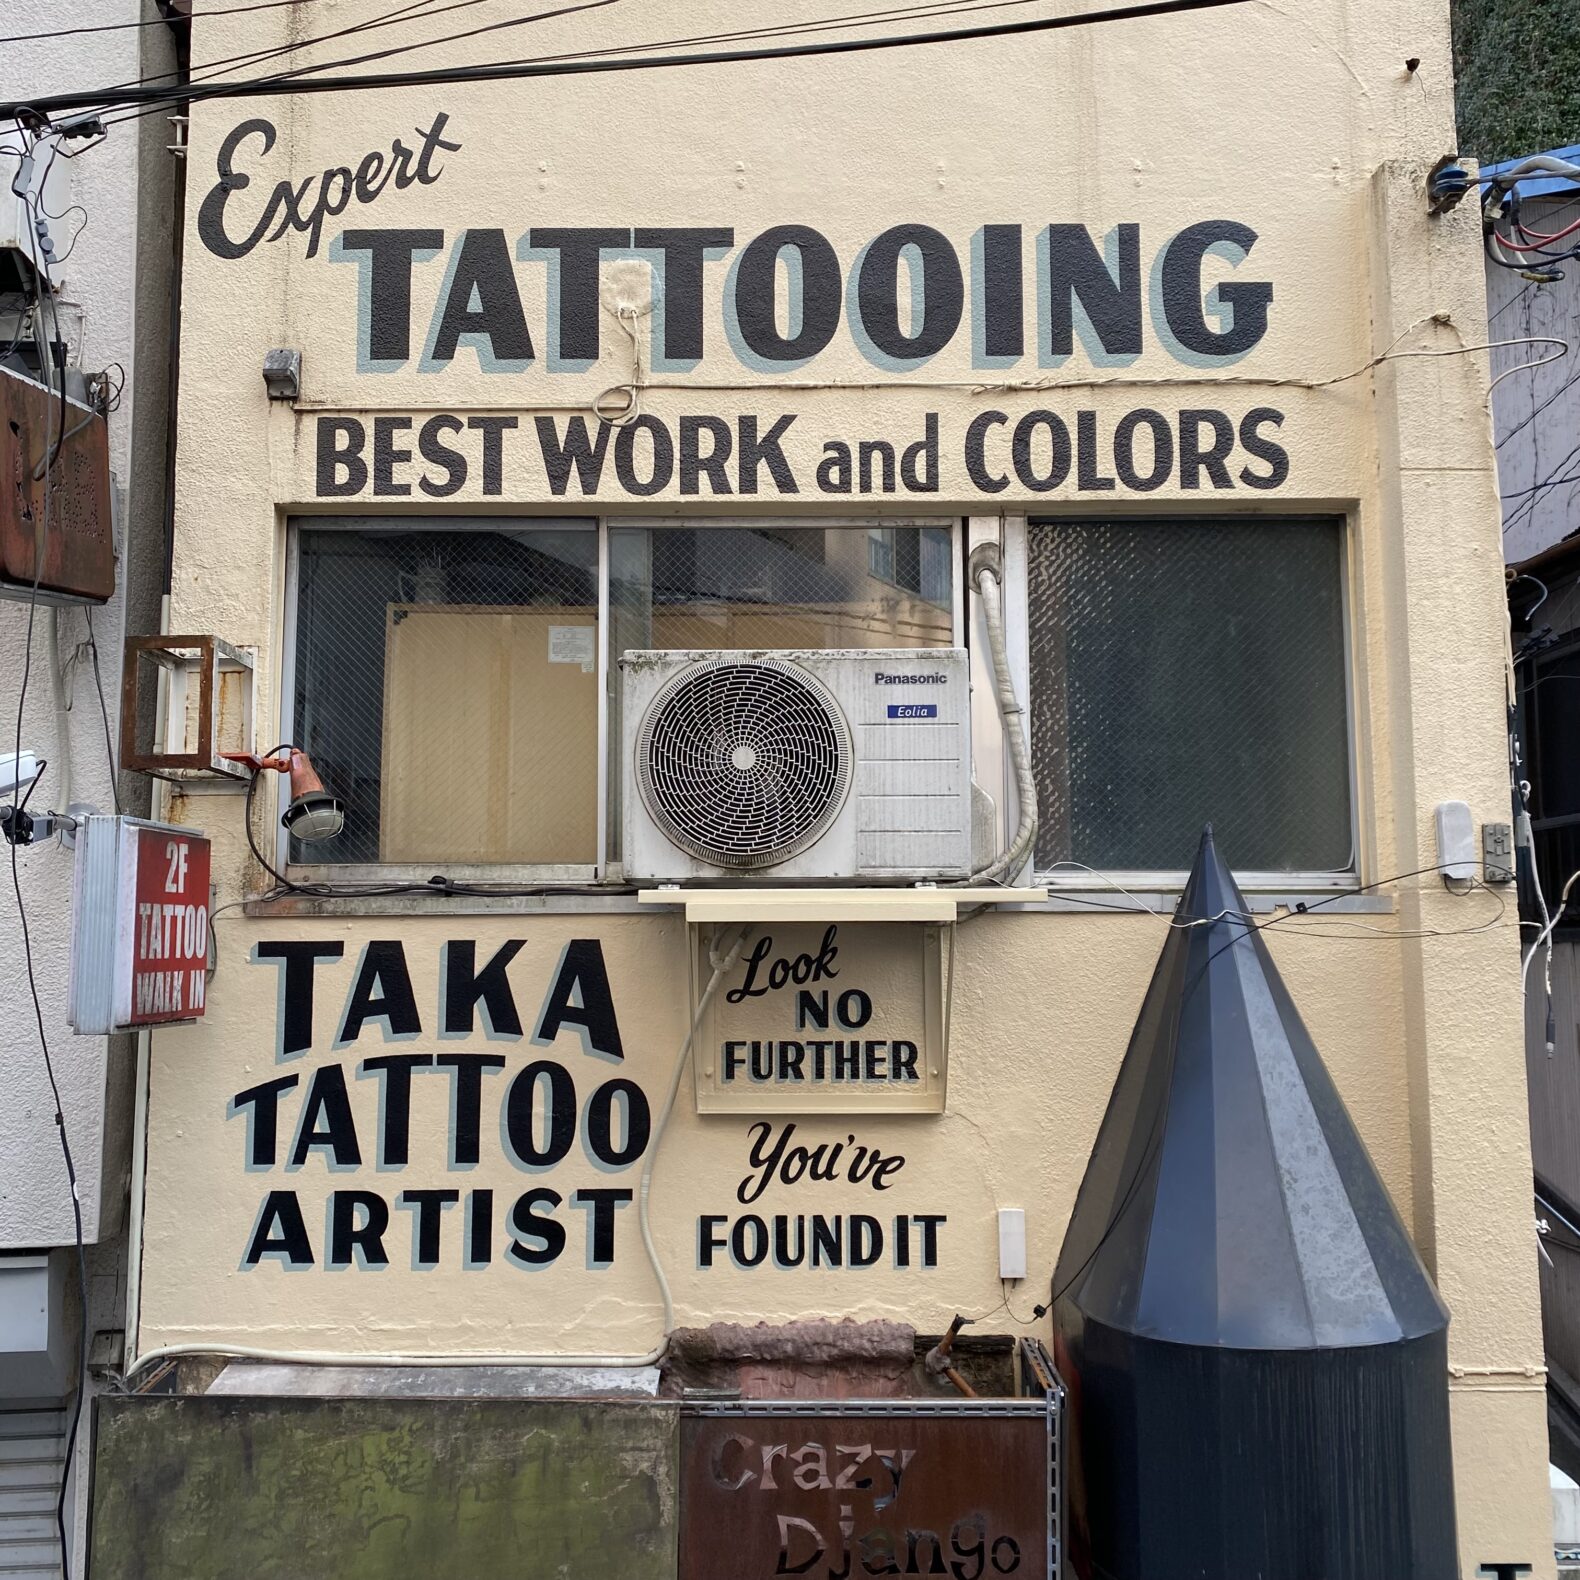 Expert
TATTOOING
BEST WORK and COLORS
Panasonic
Eolia
2F
TATTOO
WALK IN
TAKA
TATTOO
ARTIST
Look
NO
FURTHER
You've
FOUND IT
Crazy
Django